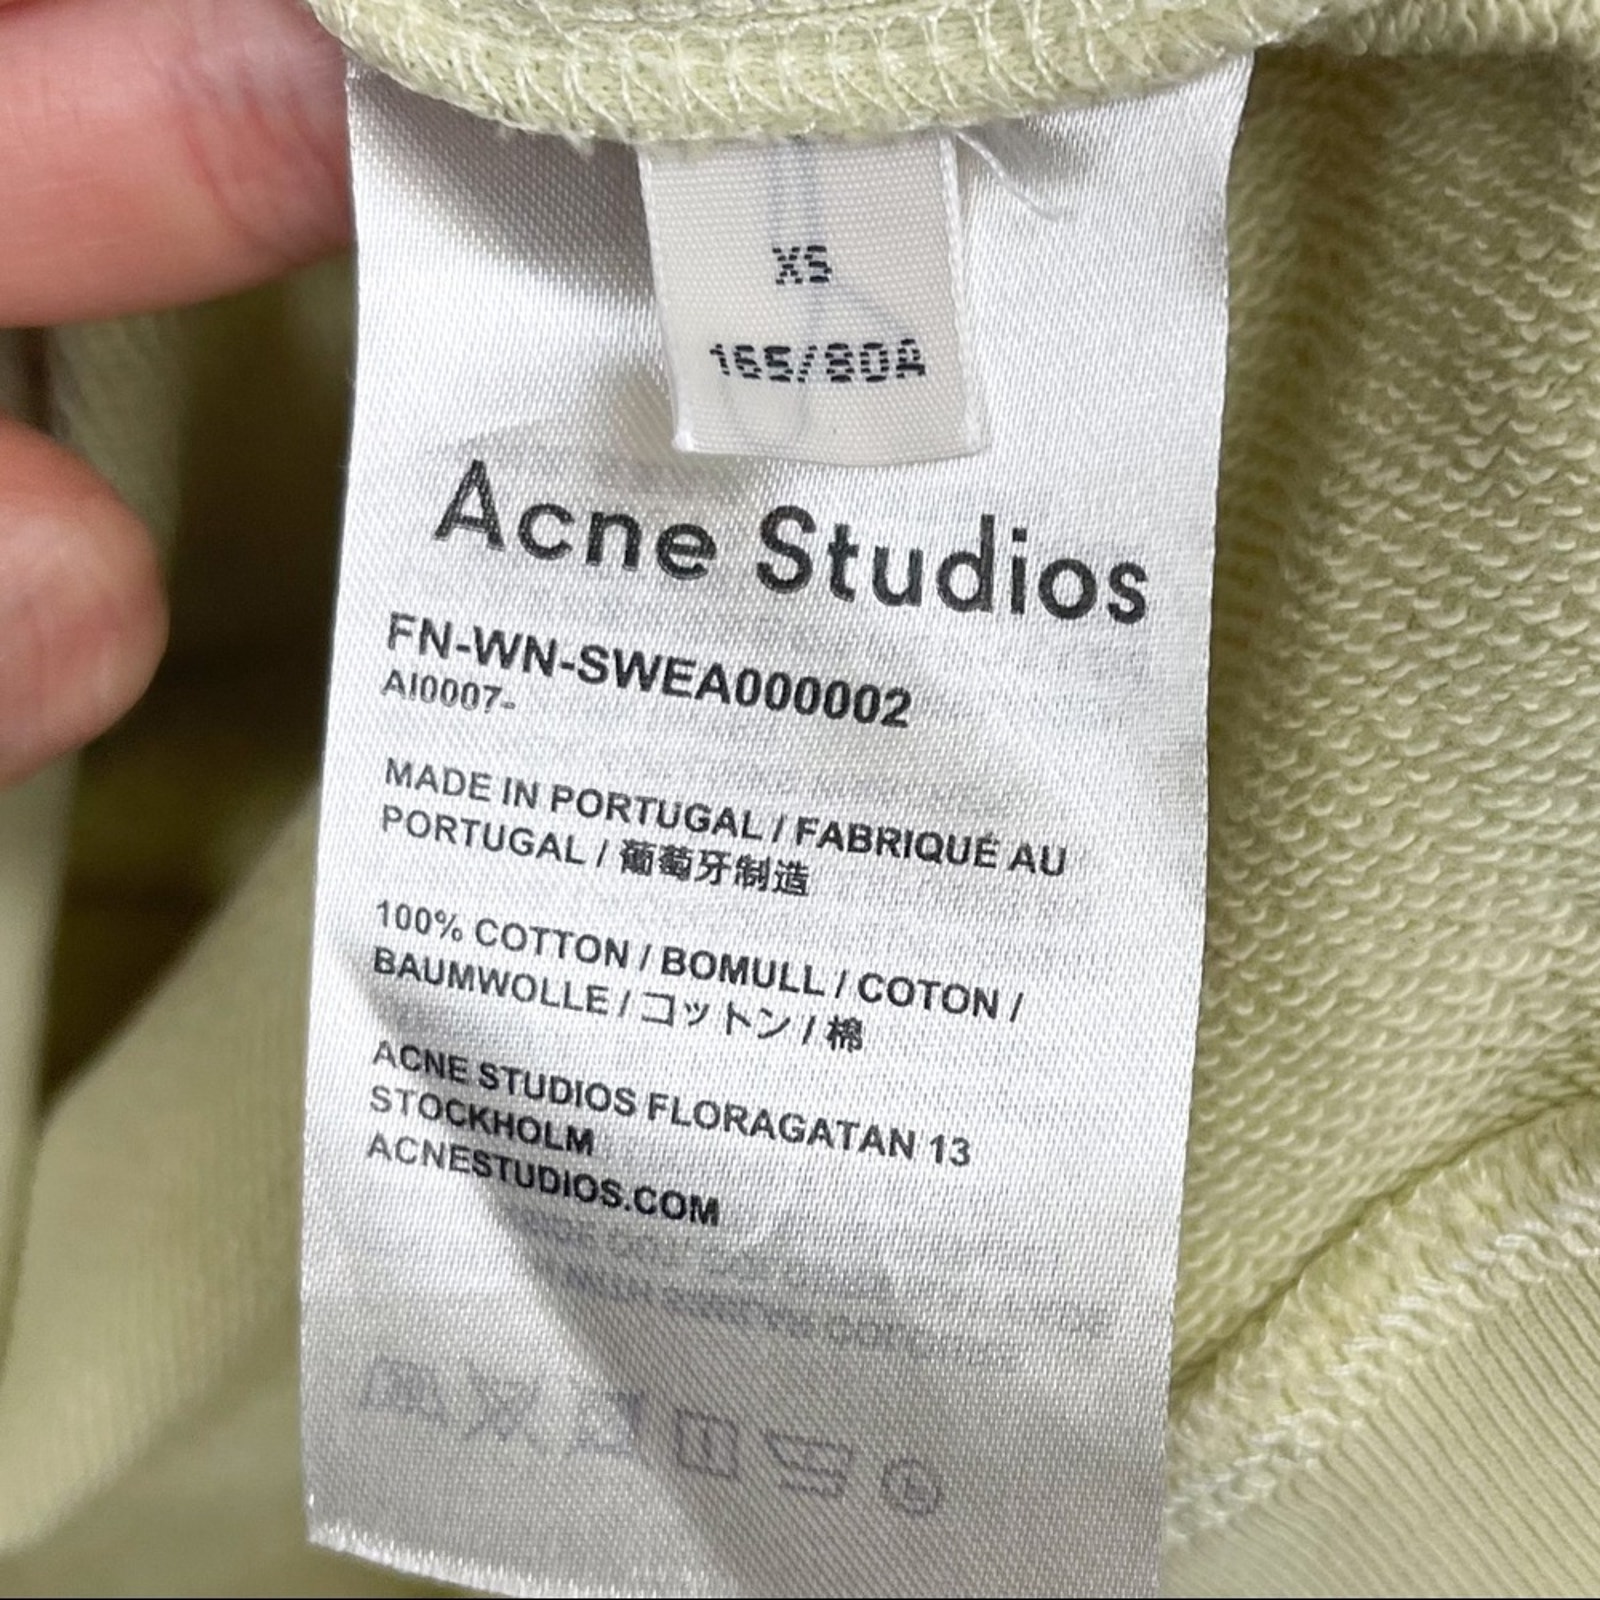 XS
165/80A
Acne Studios
FN-WN-SWEA000002
AI0007-
MADE IN PORTUGAL / FABRIQUÉ AU
PORTUGAL / 葡萄牙制造
100% COTTON / BOMULL / COTON /
BAUMWOLLE / コットン / 棉
ACNE STUDIOS FLORAGATAN 13
STOCKHOLM
ACNESTUDIOS.COM